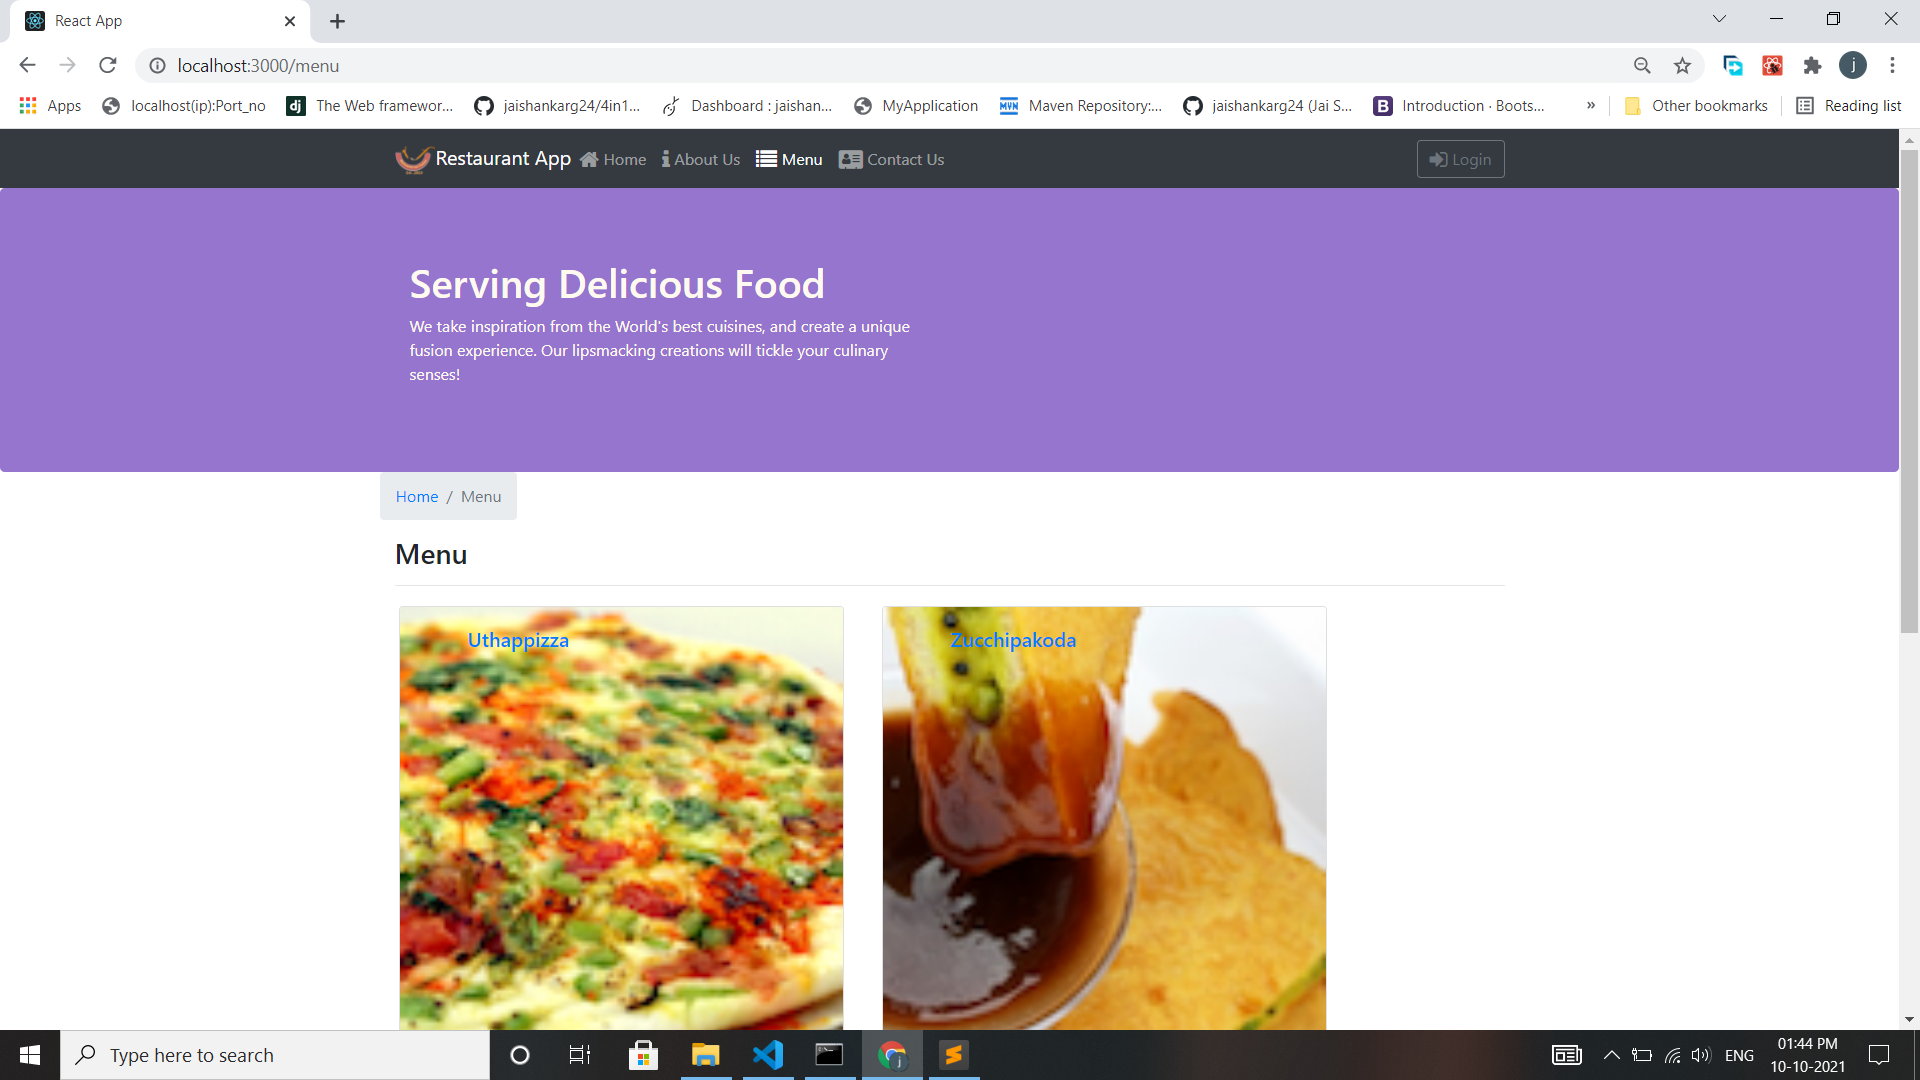 React App
localhost:3000/menu
Apps
localhost(ip):Port_no
dj
The Web framewor...
jaishankarg24/4in1...
Dashboard : jaishan...
MyApplication
MVN
Maven Repository:...
jaishankarg24 (Jai S...
B
Introduction · Boots...
»
Other bookmarks
Reading list
j
Restaurant App
Home
About Us
Menu
Contact Us
Login
Serving Delicious Food
We take inspiration from the World's best cuisines, and create a unique
fusion experience. Our lipsmacking creations will tickle your culinary
senses!
Home / Menu
Menu
Uthappizza
Zucchipakoda
Type here to search
ENG
01:44 PM
10-10-2021